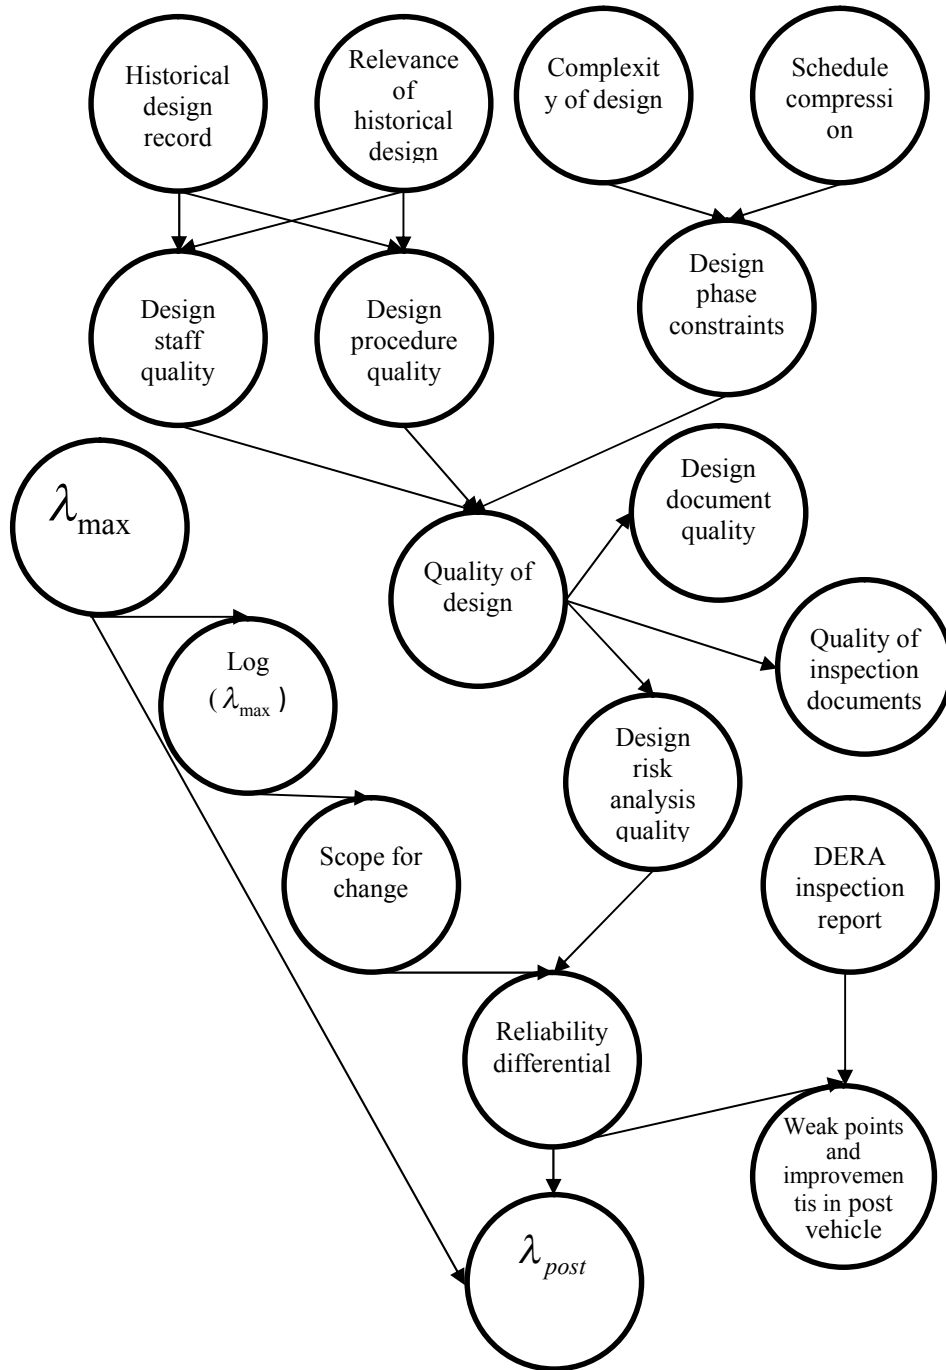 Historical
design
record
Relevance
of
historical
design
Complexit
y of design
Schedule
compressi
on
Design
staff
quality
Design
procedure
quality
Design
phase
constraints
λmax
Design
document
quality
Quality of
design
Quality of
inspection
documents
Log
(λmax)
Design
risk
analysis
quality
Scope for
change
DERA
inspection
report
Reliability
differential
Weak points
and
improvemen
tis in post
vehicle
λpost